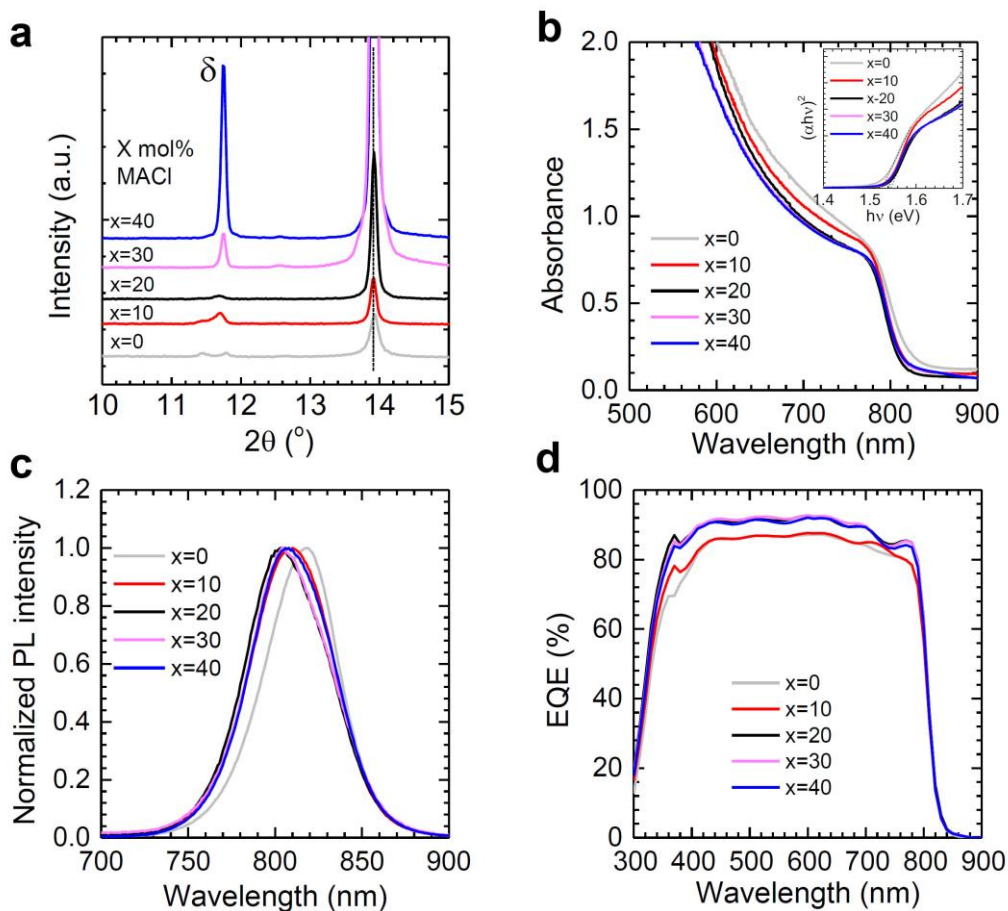 a
δ
X mol%
MACl
x=40
x=30
x=20
x=10
x=0
Intensity (a.u.)
10 11 12 13 14 15
2θ (°)
b
2.0
1.5
1.0
0.5
0.0
Absorbance
x=0
x=10
x=20
x=30
x=40
500 600 700 800 900
Wavelength (nm)
x=0
x=10
x-20
x=30
x=40
(αhν)²
1.4 1.5 1.6 1.7
hν (eV)
c
1.2
1.0
0.8
0.6
0.4
0.2
0.0
Normalized PL intensity
x=0
x=10
x=20
x=30
x=40
700 750 800 850 900
Wavelength (nm)
d
100
80
60
40
20
0
EQE (%)
x=0
x=10
x=20
x=30
x=40
300 400 500 600 700 800 900
Wavelength (nm)